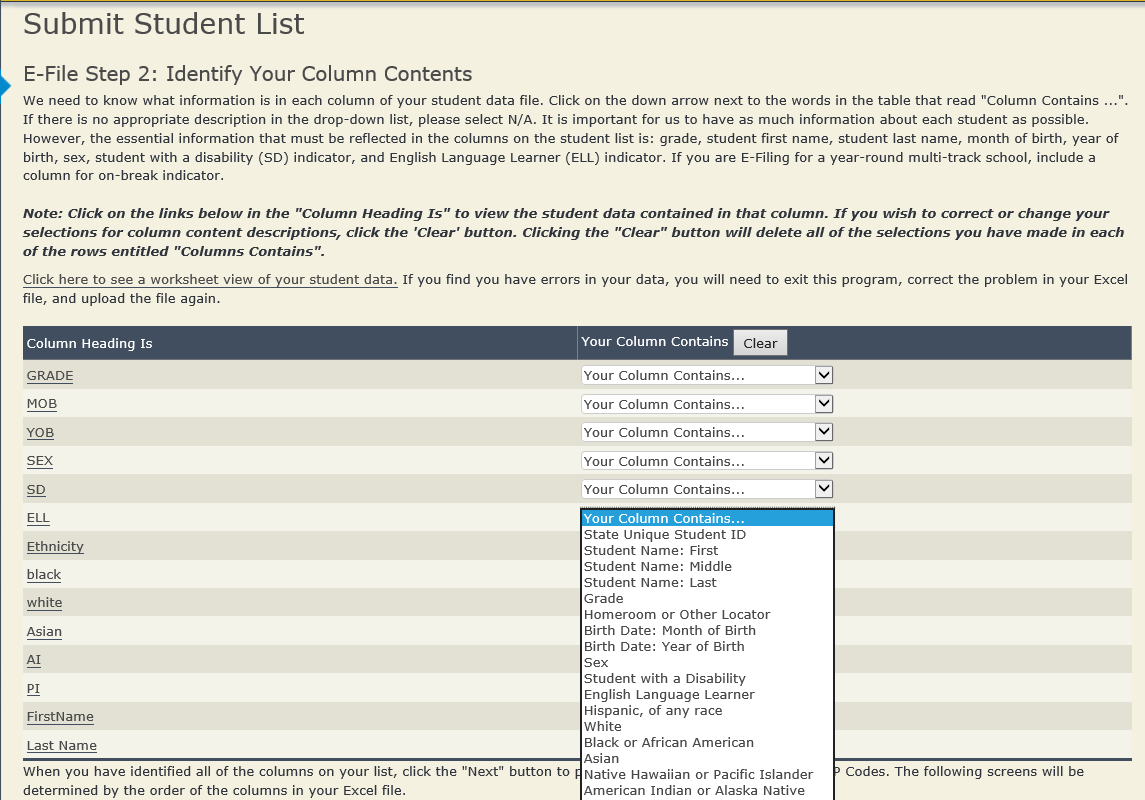 Submit Student List
E-File Step 2: Identify Your Column Contents
We need to know what information is in each column of your student data file. Click on the down arrow next to the words in the table that read "Column Contains ...".
If there is no appropriate description in the drop-down list, please select N/A. It is important for us to have as much information about each student as possible.
However, the essential information that must be reflected in the columns on the student list is: grade, student first name, student last name, month of birth, year of
birth, sex, student with a disability (SD) indicator, and English Language Learner (ELL) indicator. If you are E-Filing for a year-round multi-track school, include a
column for on-break indicator.
Note: Click on the links below in the "Column Heading Is" to view the student data contained in that column. If you wish to correct or change your
selections for column content descriptions, click the 'Clear' button. Clicking the "Clear" button will delete all of the selections you have made in each
of the rows entitled "Columns Contains".
Click here to see a worksheet view of your student data. If you find you have errors in your data, you will need to exit this program, correct the problem in your Excel
file, and upload the file again.
Column Heading Is Your Column Contains Clear
GRADE Your Column Contains...
MOB Your Column Contains...
YOB Your Column Contains...
SEX Your Column Contains...
SD Your Column Contains...
ELL
Ethnicity
black
white
Asian
AI
PI
FirstName
Last Name
Your Column Contains...
State Unique Student ID
Student Name: First
Student Name: Middle
Student Name: Last
Grade
Homeroom or Other Locator
Birth Date: Month of Birth
Birth Date: Year of Birth
Sex
Student with a Disability
English Language Learner
Hispanic, of any race
White
Black or African American
Asian
Native Hawaiian or Pacific Islander
American Indian or Alaska Native
When you have identified all of the columns on your list, click the "Next" button to p P Codes. The following screens will be
determined by the order of the columns in your Excel file.